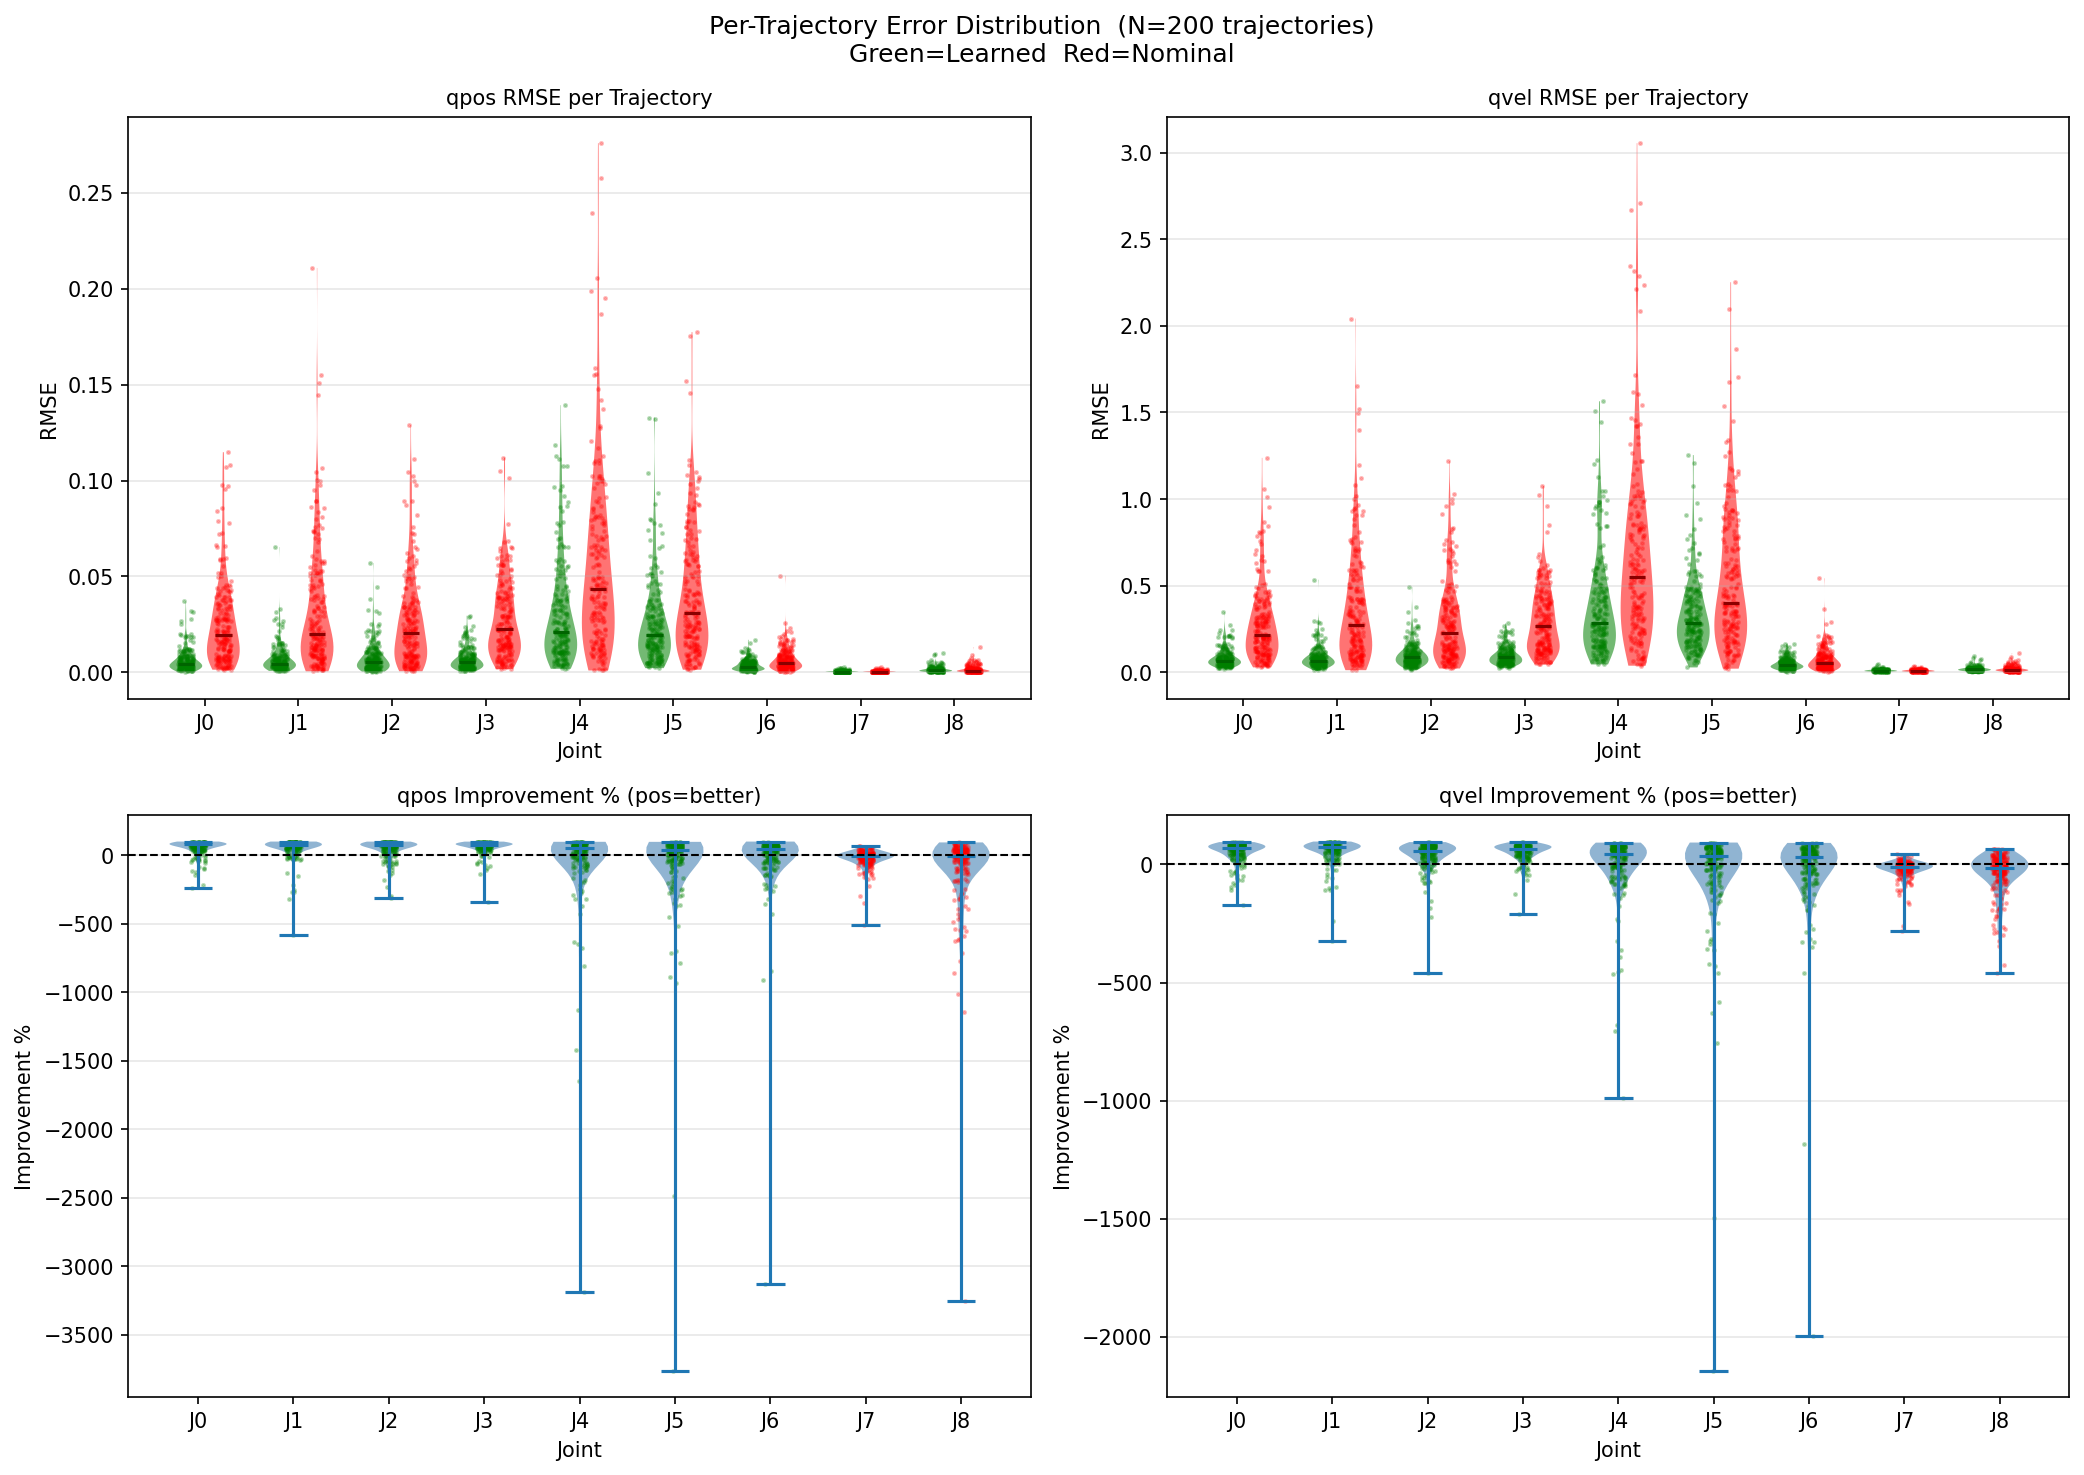 Per-Trajectory Error Distribution  (N=200 trajectories)
Green=Learned  Red=Nominal
qpos RMSE per Trajectory
RMSE
0.25
0.20
0.15
0.10
0.05
0.00
J0 J1 J2 J3 J4 J5 J6 J7 J8
Joint
qvel RMSE per Trajectory
RMSE
3.0
2.5
2.0
1.5
1.0
0.5
0.0
J0 J1 J2 J3 J4 J5 J6 J7 J8
Joint
qpos Improvement % (pos=better)
Improvement %
0
−500
−1000
−1500
−2000
−2500
−3000
−3500
J0 J1 J2 J3 J4 J5 J6 J7 J8
Joint
qvel Improvement % (pos=better)
Improvement %
0
−500
−1000
−1500
−2000
J0 J1 J2 J3 J4 J5 J6 J7 J8
Joint